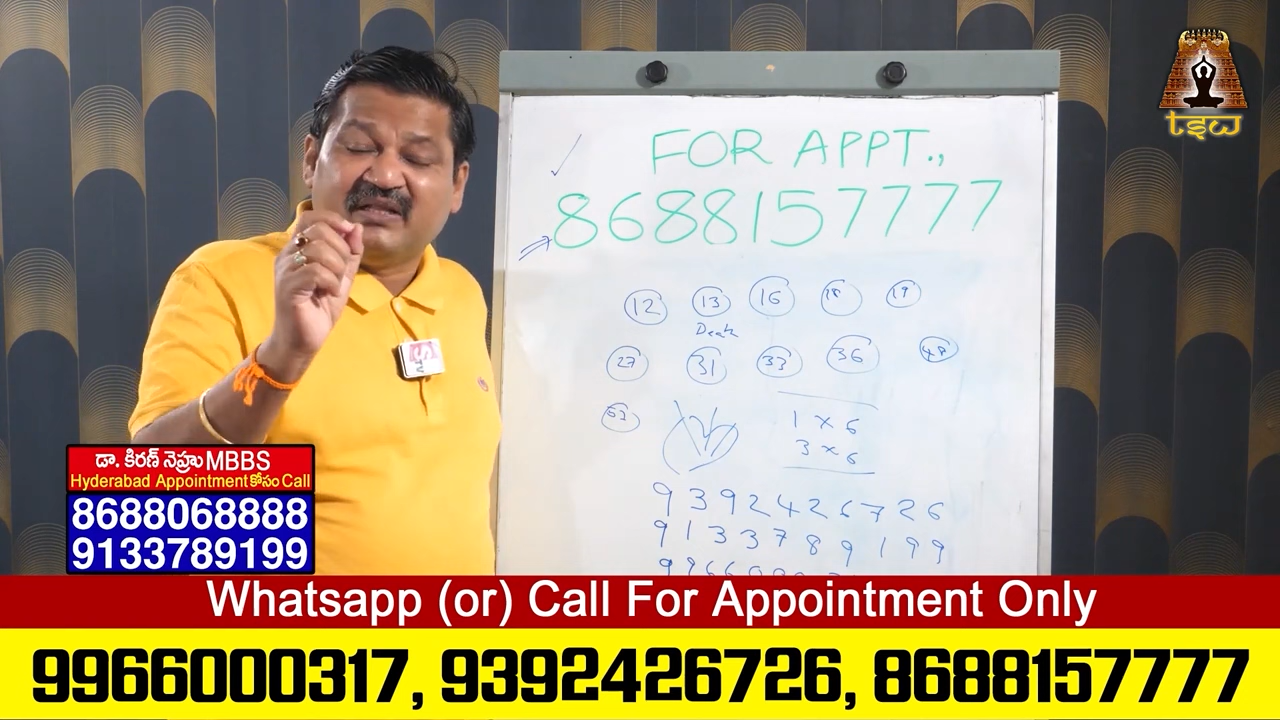 tsw
FOR APPT.,
8688157777
12 13 16 18 19
Death
27 31 33 36 48
53
1 x 6
3 x 6
9392426726
9133789199
డా. కిరణ్ నెహ్రు MBBS
Hyderabad Appointment కోసం Call
8688068888
9133789199
Whatsapp (or) Call For Appointment Only
9966000317, 9392426726, 8688157777